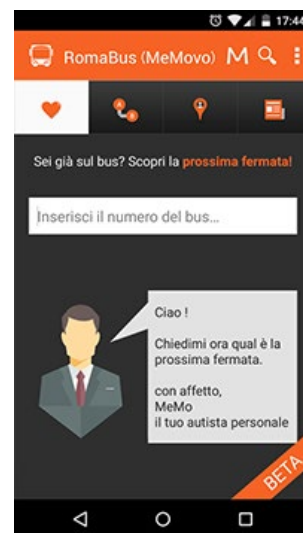 17:44
RomaBus (MeMovo) M
A
B
Sei già sul bus? Scopri la prossima fermata!
Inserisci il numero del bus...
Ciao !
Chiedimi ora qual è la
prossima fermata.
con affetto,
MeMo
il tuo autista personale
BETA